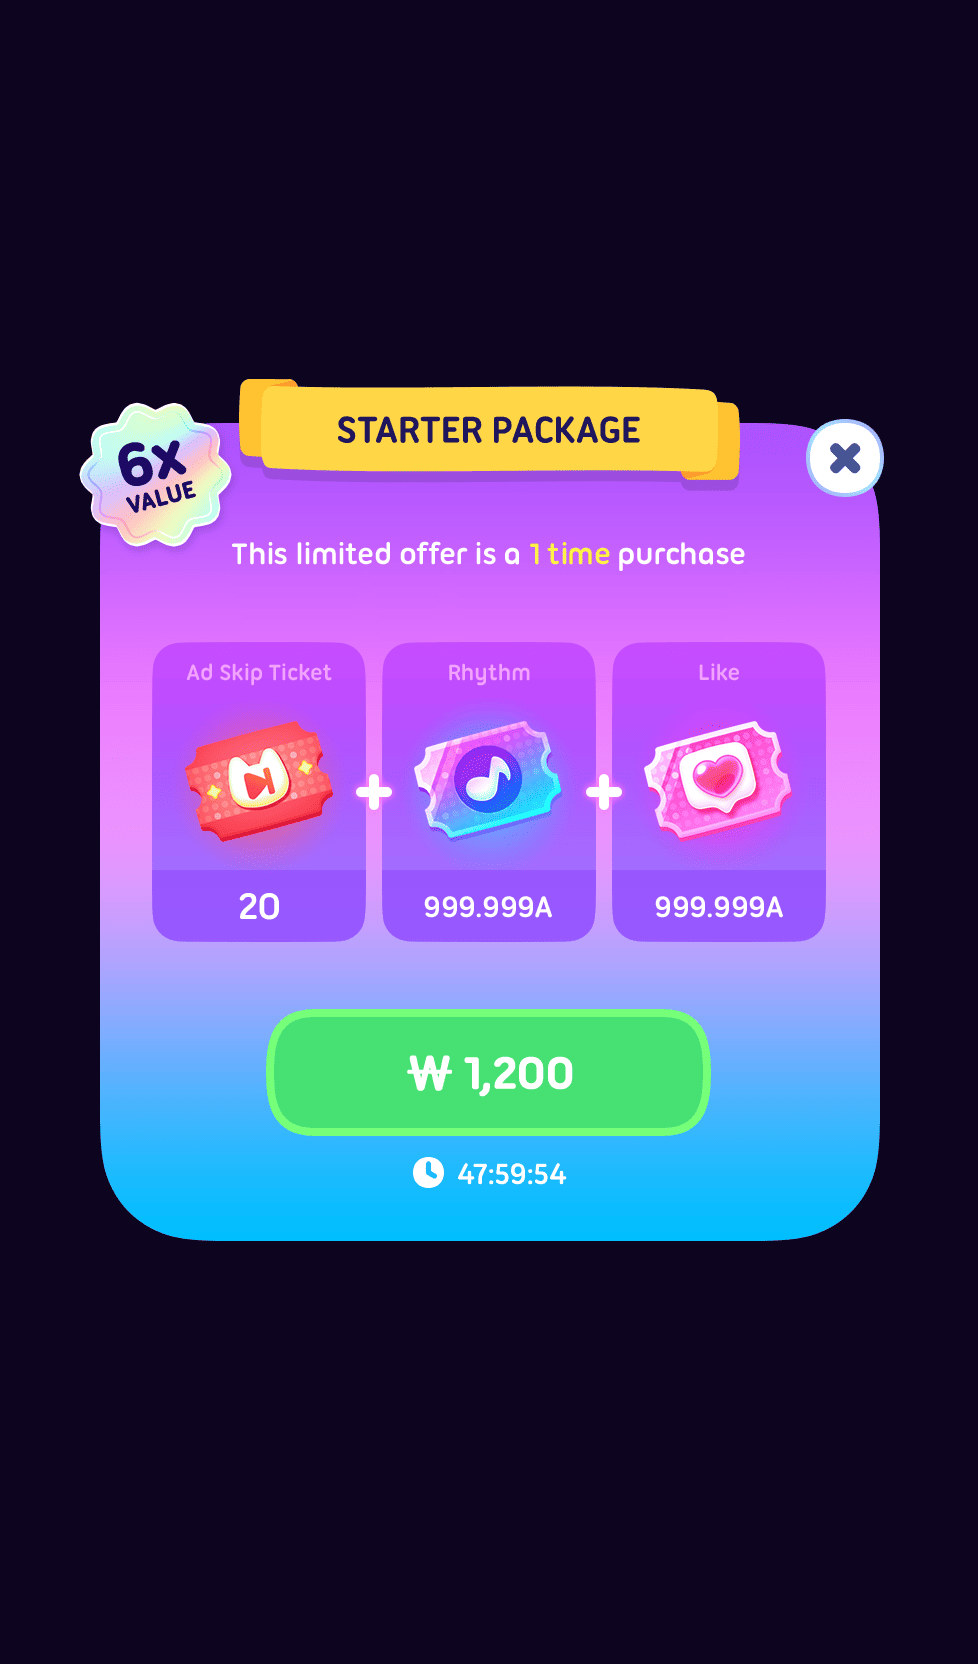 STARTER PACKAGE
6x
VALUE
This limited offer is a 1 time purchase
Ad Skip Ticket
Rhythm
Like
20
999.999A
999.999A
₩ 1,200
47:59:54